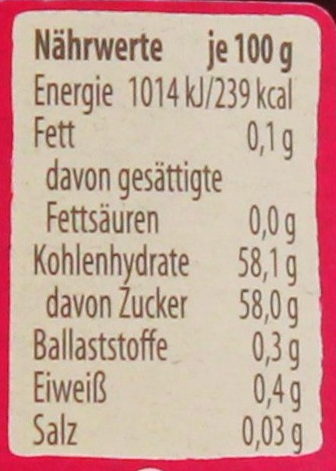 Nährwerte je 100 g
Energie 1014 kJ/239 kcal
Fett 0,1 g
davon gesättigte
Fettsäuren 0,0 g
Kohlenhydrate 58,1 g
davon Zucker 58,0 g
Ballaststoffe 0,3 g
Eiweiß 0,4 g
Salz 0,03 g